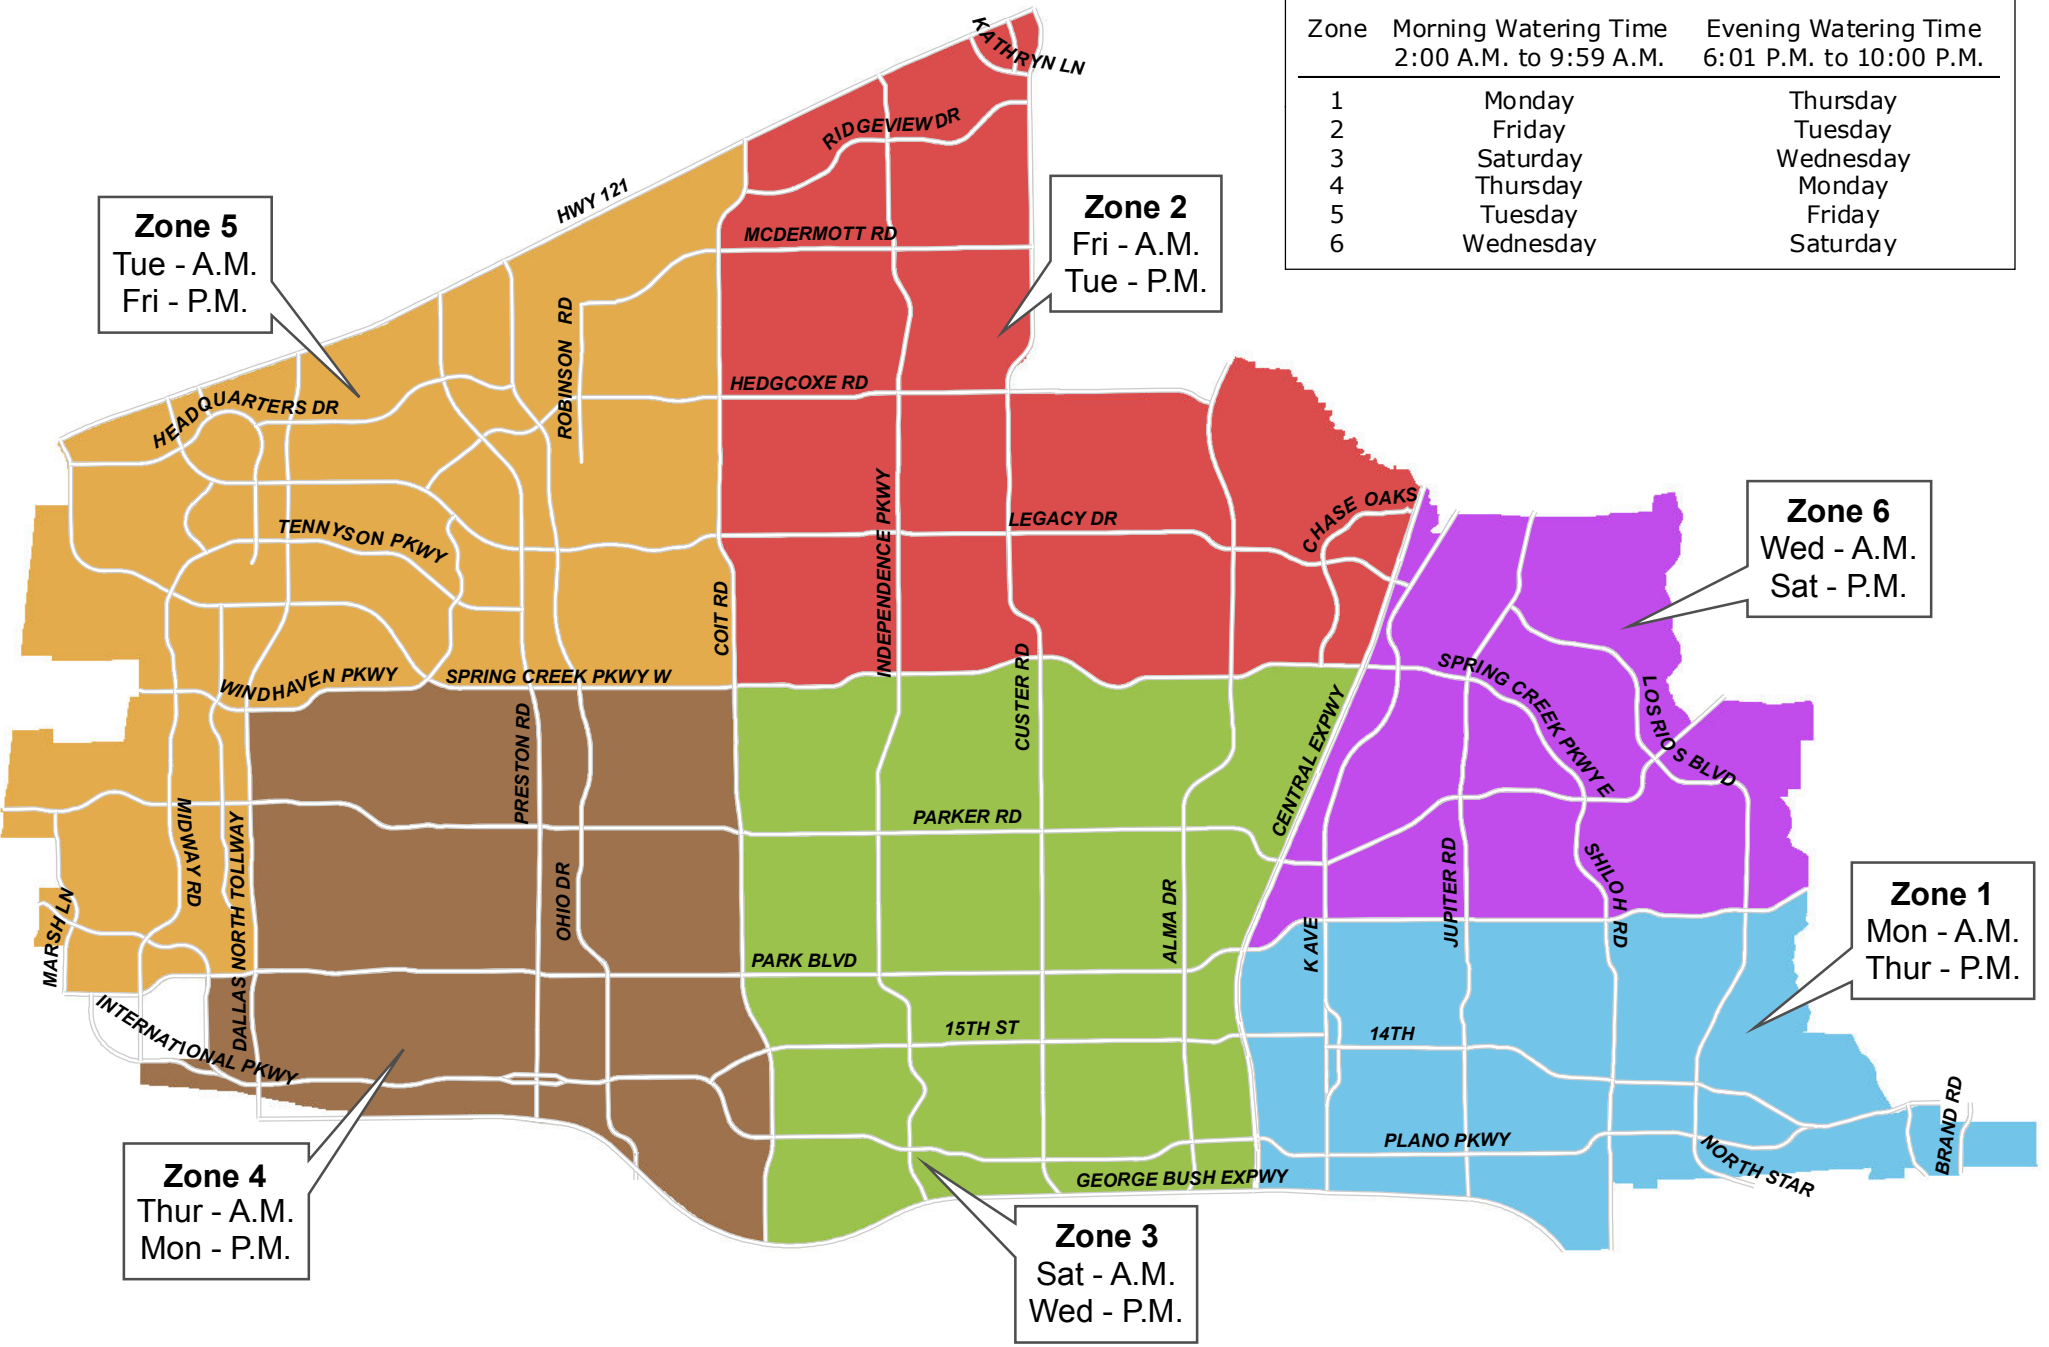 Zone Morning Watering Time Evening Watering Time
2:00 A.M. to 9:59 A.M. 6:01 P.M. to 10:00 P.M.
1 Monday Thursday
2 Friday Tuesday
3 Saturday Wednesday
4 Thursday Monday
5 Tuesday Friday
6 Wednesday Saturday
KATHRYN LN
RIDGEVIEW DR
HWY 121
MCDERMOTT RD
Zone 5
Tue - A.M.
Fri - P.M.
Zone 2
Fri - A.M.
Tue - P.M.
ROBINSON RD
HEADQUARTERS DR
HEDGCOXE RD
TENNYSON PKWY
INDEPENDENCE PKWY
LEGACY DR
CHASE OAKS
Zone 6
Wed - A.M.
Sat - P.M.
COIT RD
WINDHAVEN PKWY
SPRING CREEK PKWY W
CUSTER RD
SPRING CREEK PKWY E
LOS RIOS BLVD
PRESTON RD
CENTRAL EXPWY
MIDWAY RD
DALLAS NORTH TOLLWAY
PARKER RD
OHIO DR
ALMA DR
JUPITER RD
SHILOH RD
K AVE
MARSH LN
PARK BLVD
Zone 1
Mon - A.M.
Thur - P.M.
INTERNATIONAL PKWY
15TH ST
14TH
PLANO PKWY
NORTH STAR
BRAND RD
GEORGE BUSH EXPWY
Zone 4
Thur - A.M.
Mon - P.M.
Zone 3
Sat - A.M.
Wed - P.M.